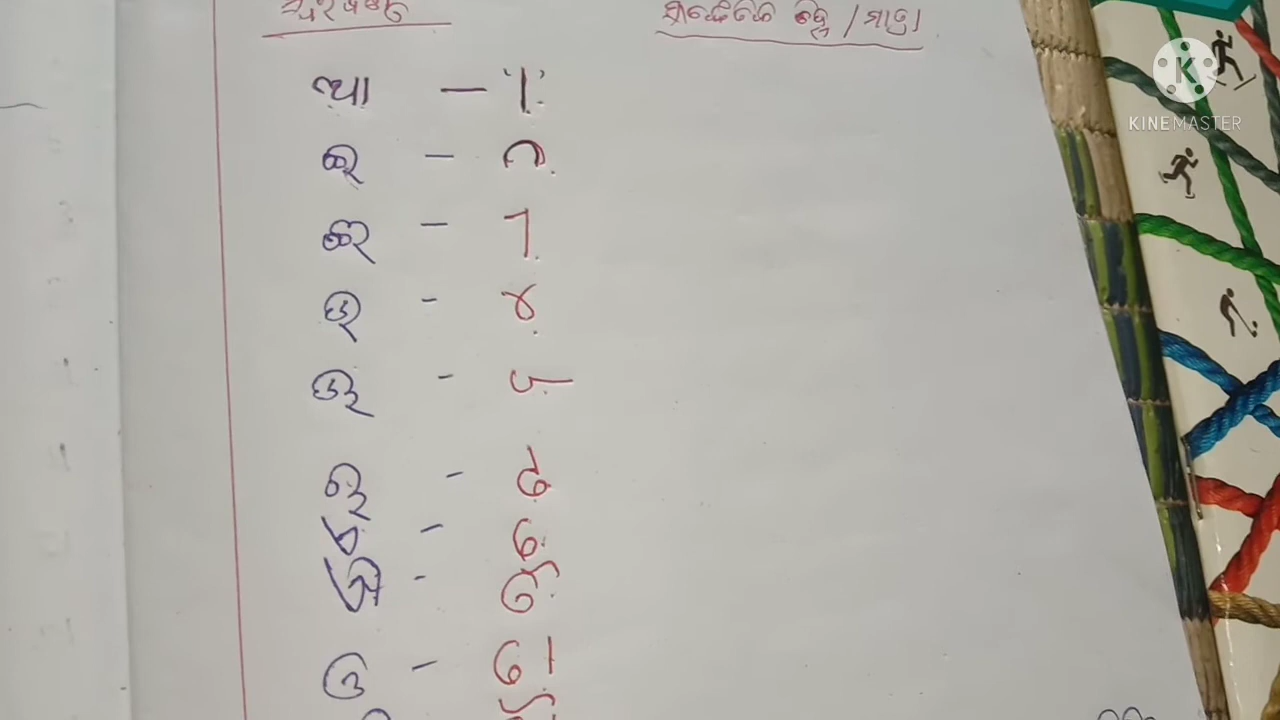 ସ୍ୱରବର୍ଣ୍ଣ ସାଙ୍କେତିକ ଚିହ୍ନ / ମାତ୍ରା
ଆ - ା
ଇ - ି
ଈ - ୀ
ଉ - ୁ
ଊ - ୂ
ଋ - ୃ
ଏ - େ
ଐ - ୈ
ଓ - ୋ
KINEMASTER